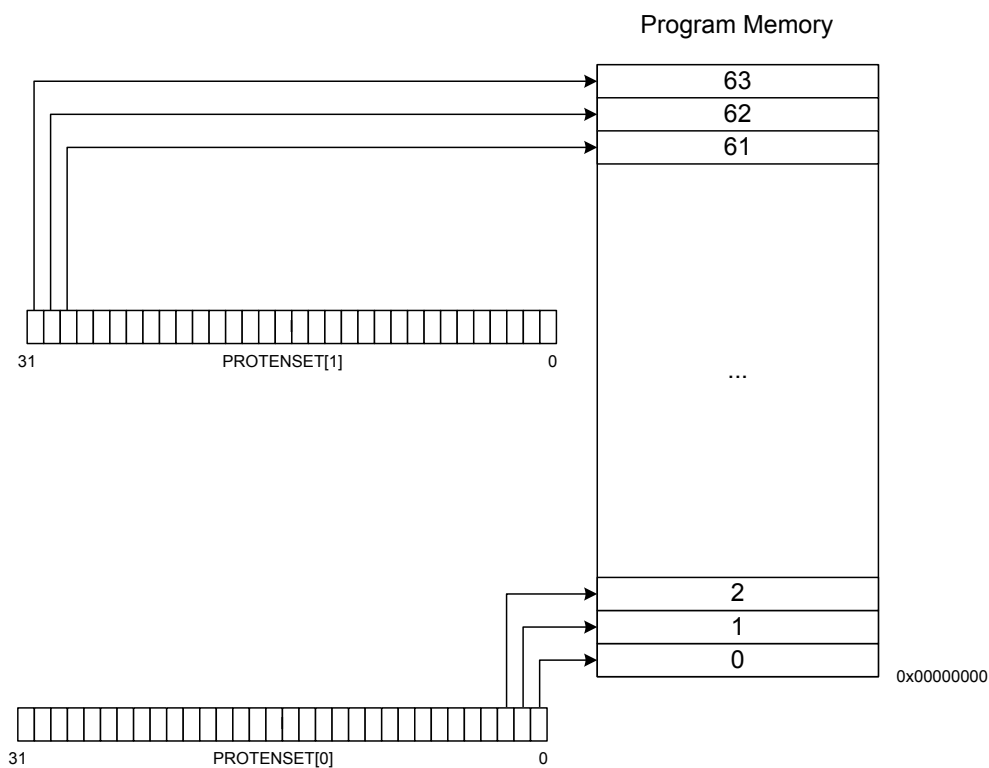 Program Memory
63
62
61
31 PROTENSET[1] 0
...
2
1
0
0x00000000
31 PROTENSET[0] 0